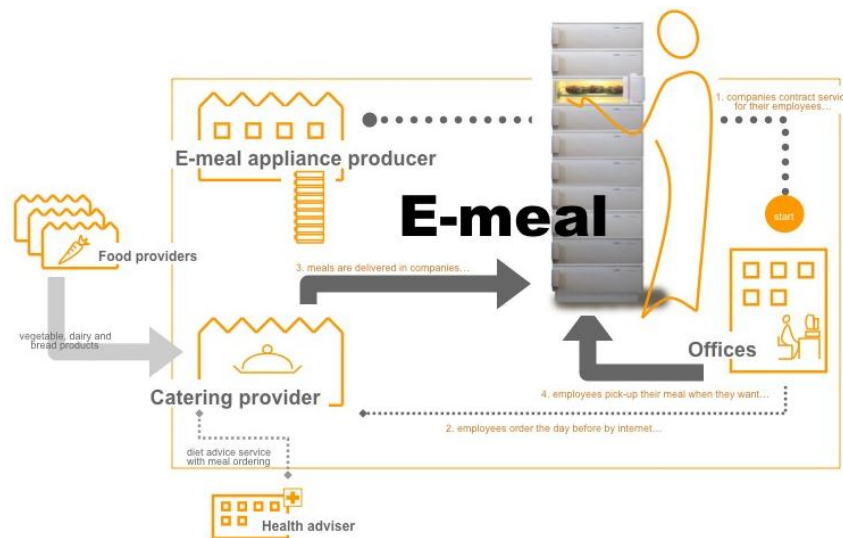 1. companies contract service
for their employees...
E-meal appliance producer
E-meal
start
Food providers
3. meals are delivered in companies...
vegetable, dairy and
bread products
Offices
Catering provider
4. employees pick-up their meal when they want...
2. employees order the day before by internet...
diet advice service
with meal ordering
Health adviser